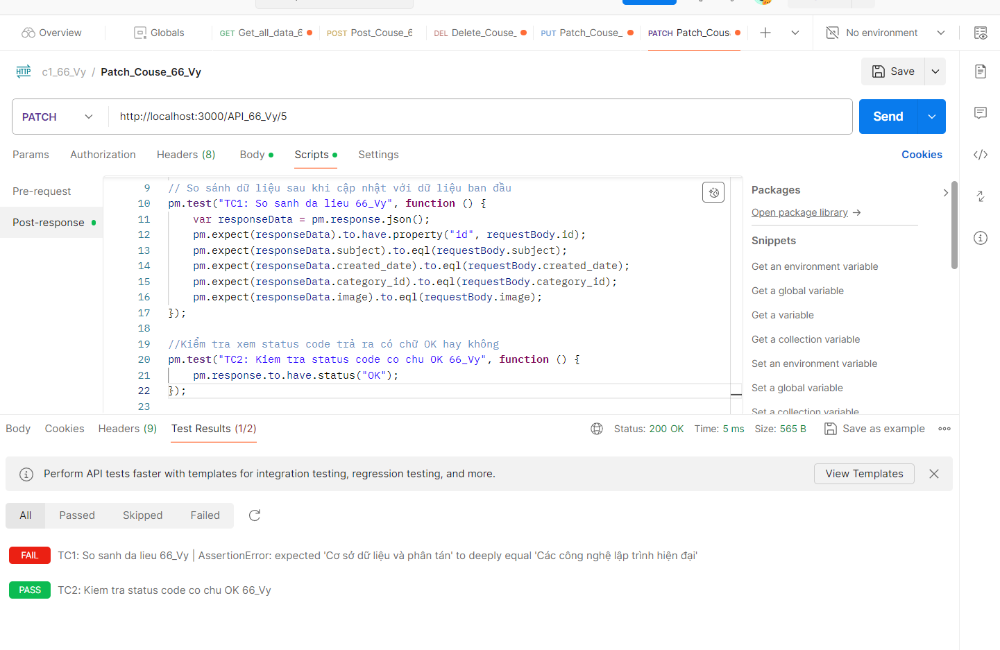 Overview
Globals
GET Get_all_data_6
POST Post_Couse_6
DEL Delete_Couse_
PUT Patch_Couse_
PATCH Patch_Cous
No environment
HTTP c1_66_Vy / Patch_Couse_66_Vy
Save
PATCH
http://localhost:3000/API_66_Vy/5
Send
Params
Authorization
Headers (8)
Body
Scripts
Settings
Cookies
Pre-request
Post-response
9 // So sánh dữ liệu sau khi cập nhật với dữ liệu ban đầu
10 pm.test("TC1: So sanh da lieu 66_Vy", function () {
11 var responseData = pm.response.json();
12 pm.expect(responseData).to.have.property("id", requestBody.id);
13 pm.expect(responseData.subject).to.eql(requestBody.subject);
14 pm.expect(responseData.created_date).to.eql(requestBody.created_date);
15 pm.expect(responseData.category_id).to.eql(requestBody.category_id);
16 pm.expect(responseData.image).to.eql(requestBody.image);
17 });
18
19 //Kiểm tra xem status code trả ra có chữ OK hay không
20 pm.test("TC2: Kiem tra status code co chu OK 66_Vy", function () {
21 pm.response.to.have.status("OK");
22 });
23
Packages
Open package library →
Snippets
Get an environment variable
Get a global variable
Get a variable
Get a collection variable
Set an environment variable
Set a global variable
Set a collection variable
Body
Cookies
Headers (9)
Test Results (1/2)
Status: 200 OK
Time: 5 ms
Size: 565 B
Save as example
Perform API tests faster with templates for integration testing, regression testing, and more.
View Templates
All
Passed
Skipped
Failed
FAIL TC1: So sanh da lieu 66_Vy | AssertionError: expected 'Cơ sở dữ liệu và phân tán' to deeply equal 'Các công nghệ lập trình hiện đại'
PASS TC2: Kiem tra status code co chu OK 66_Vy